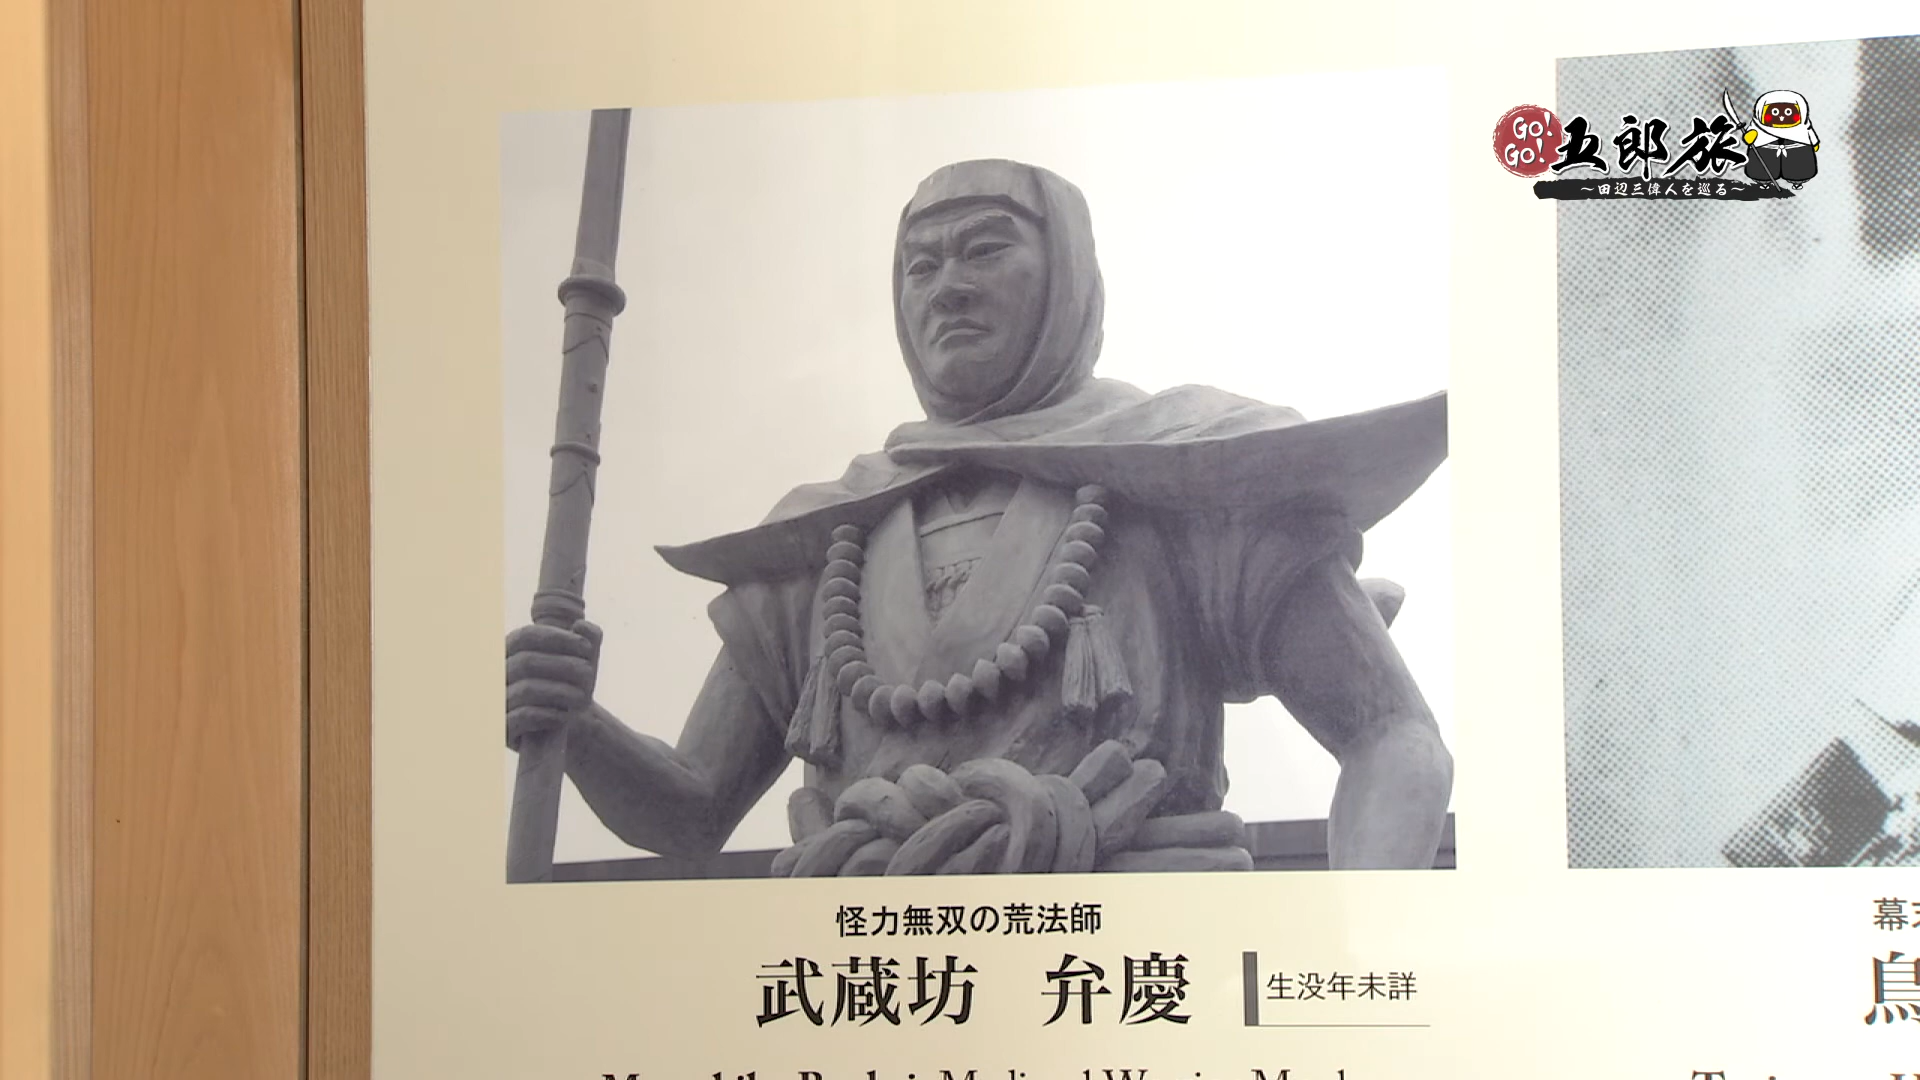 Go!
Go!
五郎旅
～田辺三偉人を巡る～
怪力無双の荒法師
武蔵坊 弁慶
生没年未詳
幕
鳥